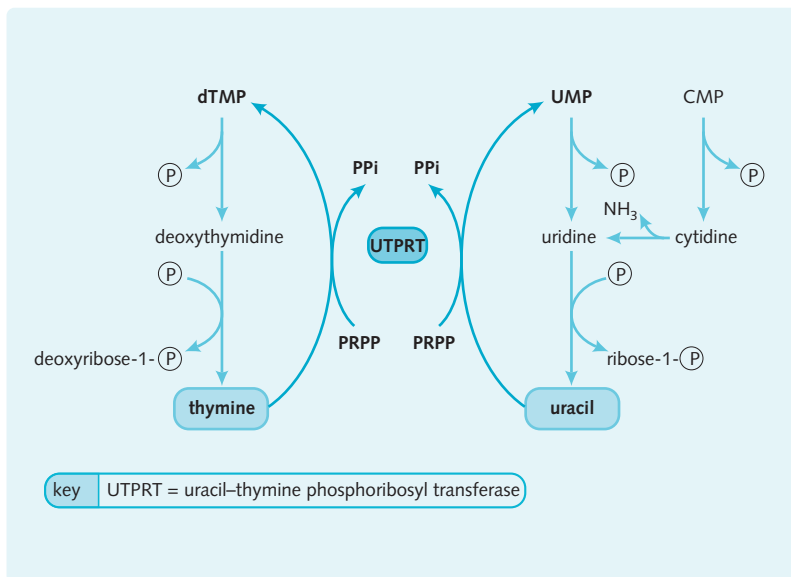 dTMP
UMP
CMP
PPi
PPi
P
P
P
NH3
deoxythymidine
UTPRT
uridine
cytidine
P
P
PRPP
PRPP
deoxyribose-1-P
ribose-1-P
thymine
uracil
key
UTPRT = uracil–thymine phosphoribosyl transferase